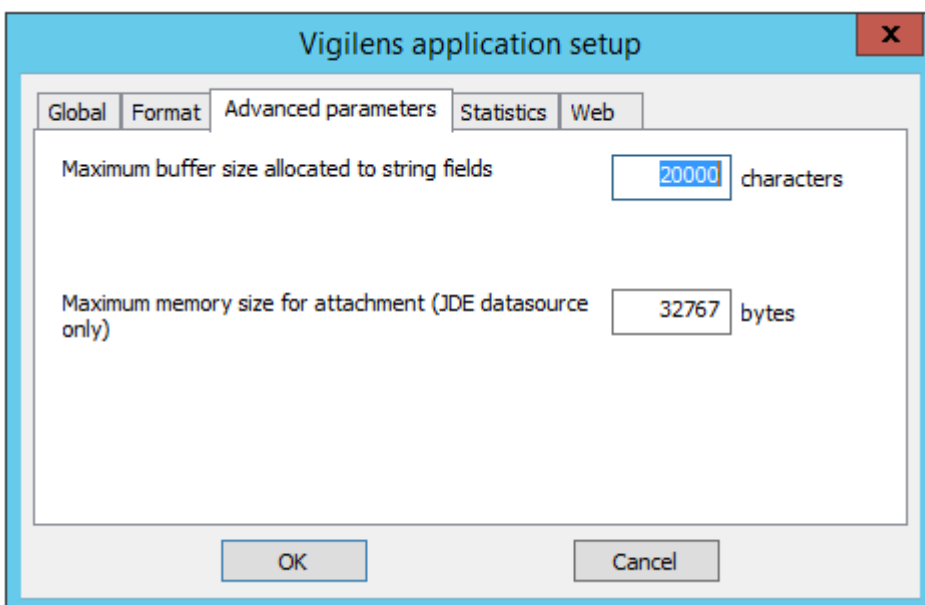 Vigilens application setup
x
Global Format Advanced parameters Statistics Web
Maximum buffer size allocated to string fields 20000 characters
Maximum memory size for attachment (JDE datasource
only) 32767 bytes
OK Cancel